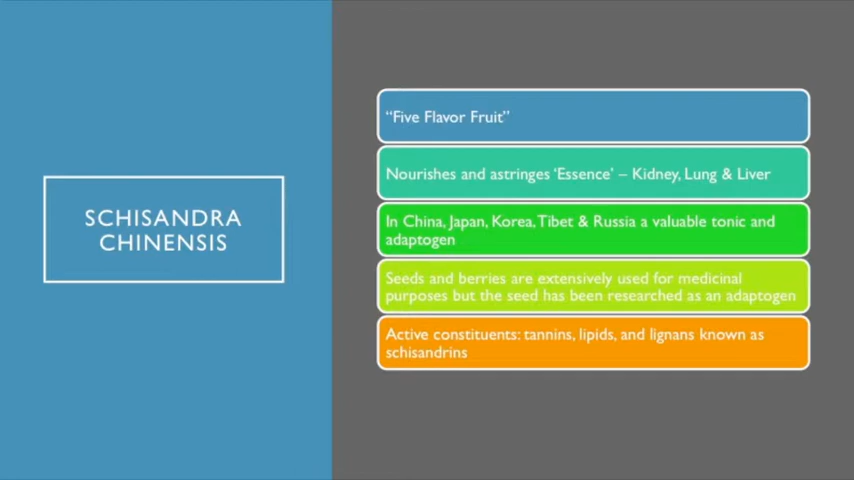 SCHISANDRA
CHINENSIS
“Five Flavor Fruit”
Nourishes and astringes ‘Essence’ – Kidney, Lung & Liver
In China, Japan, Korea, Tibet & Russia a valuable tonic and
adaptogen
Seeds and berries are extensively used for medicinal
purposes but the seed has been researched as an adaptogen
Active constituents: tannins, lipids, and lignans known as
schisandrins